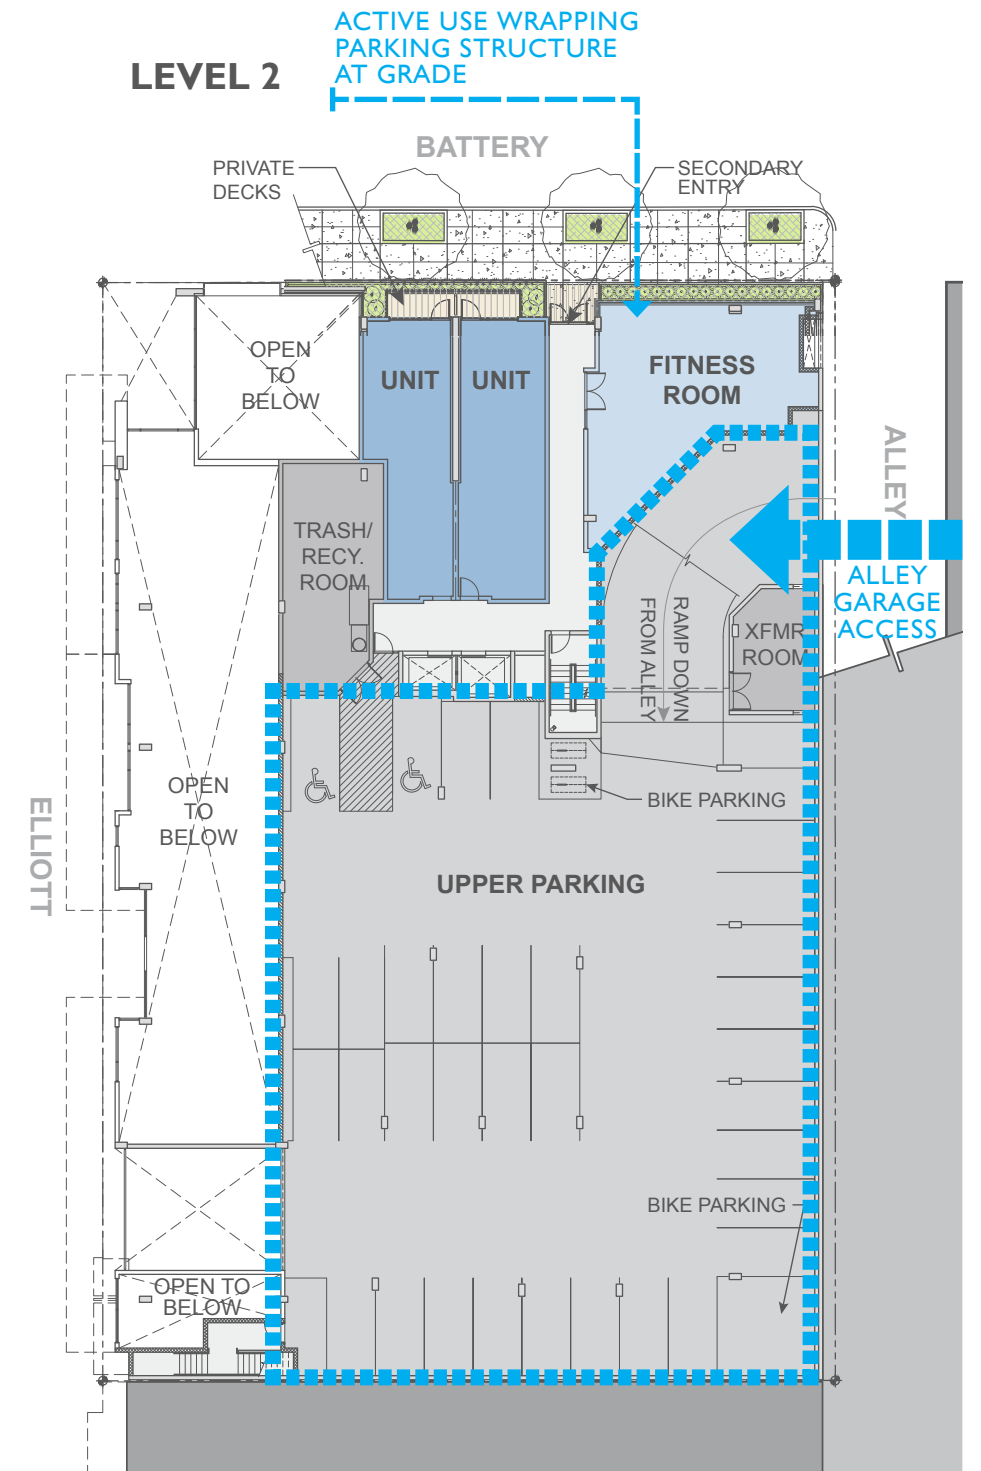 ACTIVE USE WRAPPING
PARKING STRUCTURE
AT GRADE
LEVEL 2
BATTERY
PRIVATE
DECKS
SECONDARY
ENTRY
OPEN
TO
BELOW
UNIT
UNIT
FITNESS
ROOM
ALLEY
TRASH/
RECY.
ROOM
ALLEY
GARAGE
ACCESS
RAMP DOWN
FROM ALLEY
XFMR
ROOM
OPEN
TO
BELOW
ELLIOTT
BIKE PARKING
UPPER PARKING
BIKE PARKING
OPEN TO
BELOW